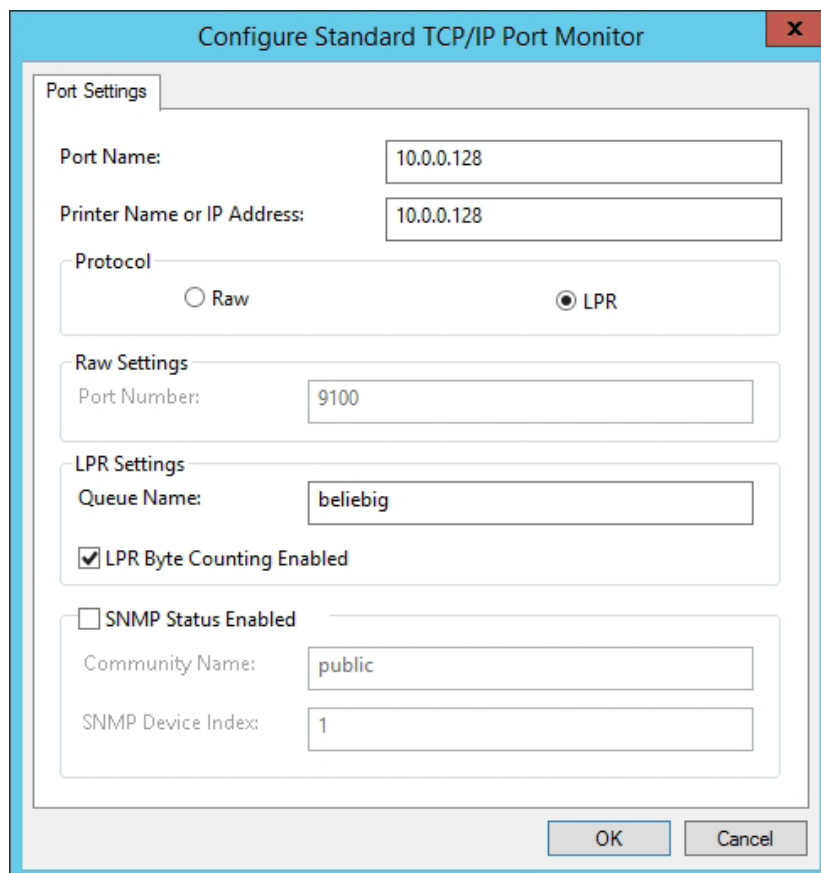 Configure Standard TCP/IP Port Monitor
x
Port Settings
Port Name: 10.0.0.128
Printer Name or IP Address: 10.0.0.128
Protocol
Raw LPR
Raw Settings
Port Number: 9100
LPR Settings
Queue Name: beliebig
LPR Byte Counting Enabled
SNMP Status Enabled
Community Name: public
SNMP Device Index: 1
OK Cancel